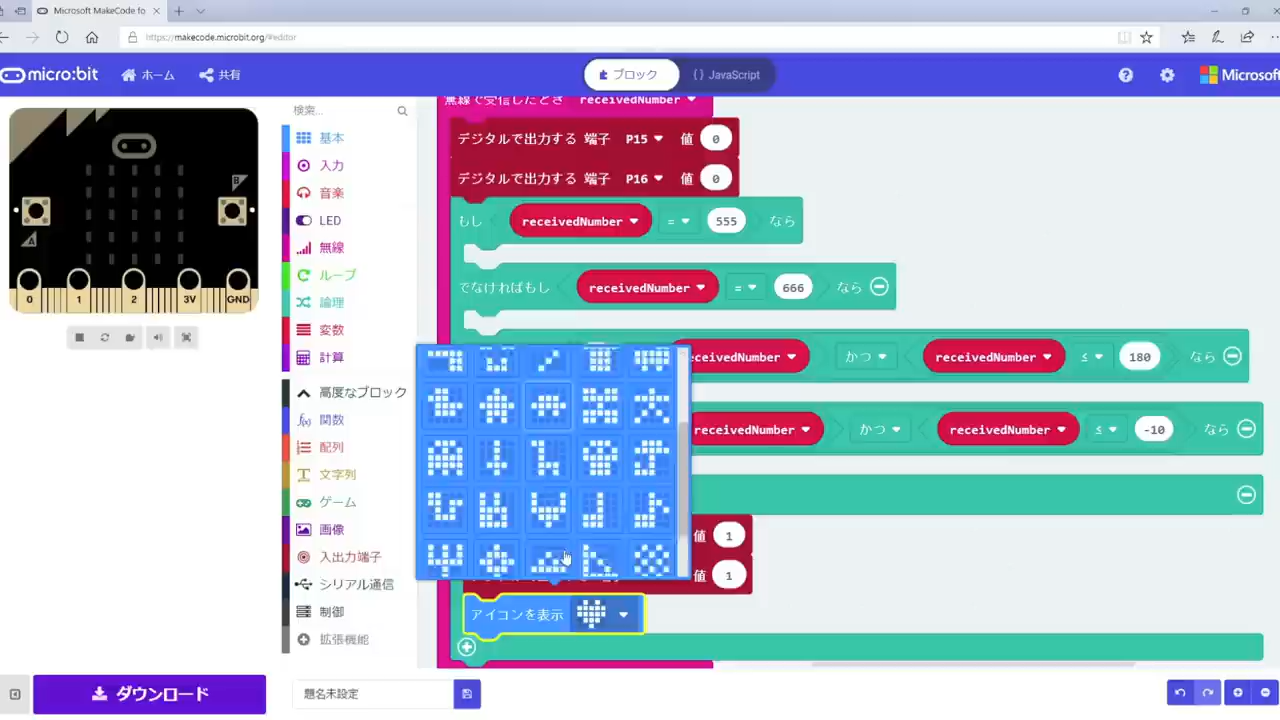 Microsoft MakeCode fo
https://makecode.microbit.org/#editor
micro:bit
ホーム
共有
ブロック
{} JavaScript
Microsoft
検索...
基本
入力
音楽
LED
無線
ループ
論理
変数
計算
高度なブロック
関数
配列
文字列
ゲーム
画像
入出力端子
シリアル通信
制御
拡張機能
B
A
0 1 2 3V GND
無線で受信したとき receivedNumber
デジタルで出力する 端子 P15 値 0
デジタルで出力する 端子 P16 値 0
もし receivedNumber = 555 なら
でなければもし receivedNumber = 666 なら
eceivedNumber かつ receivedNumber ≤ 180 なら
receivedNumber かつ receivedNumber ≤ -10 なら
値 1
値 1
アイコンを表示
ダウンロード
題名未設定